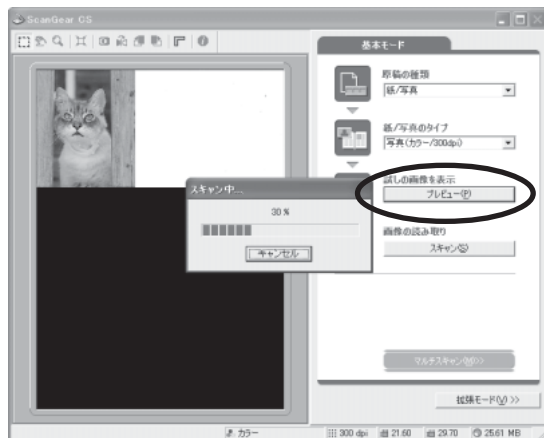 ScanGear CS
基本モード
原稿の種類
紙/写真
紙/写真のタイプ
写真(カラー/300dpi)
試しの画像を表示
プレビュー(P)
スキャン中...
30 %
キャンセル
画像の読み取り
スキャン(S)
マルチスキャン(M)>>
拡張モード(V) >>
カラー
300 dpi
21.60
29.70
25.61 MB